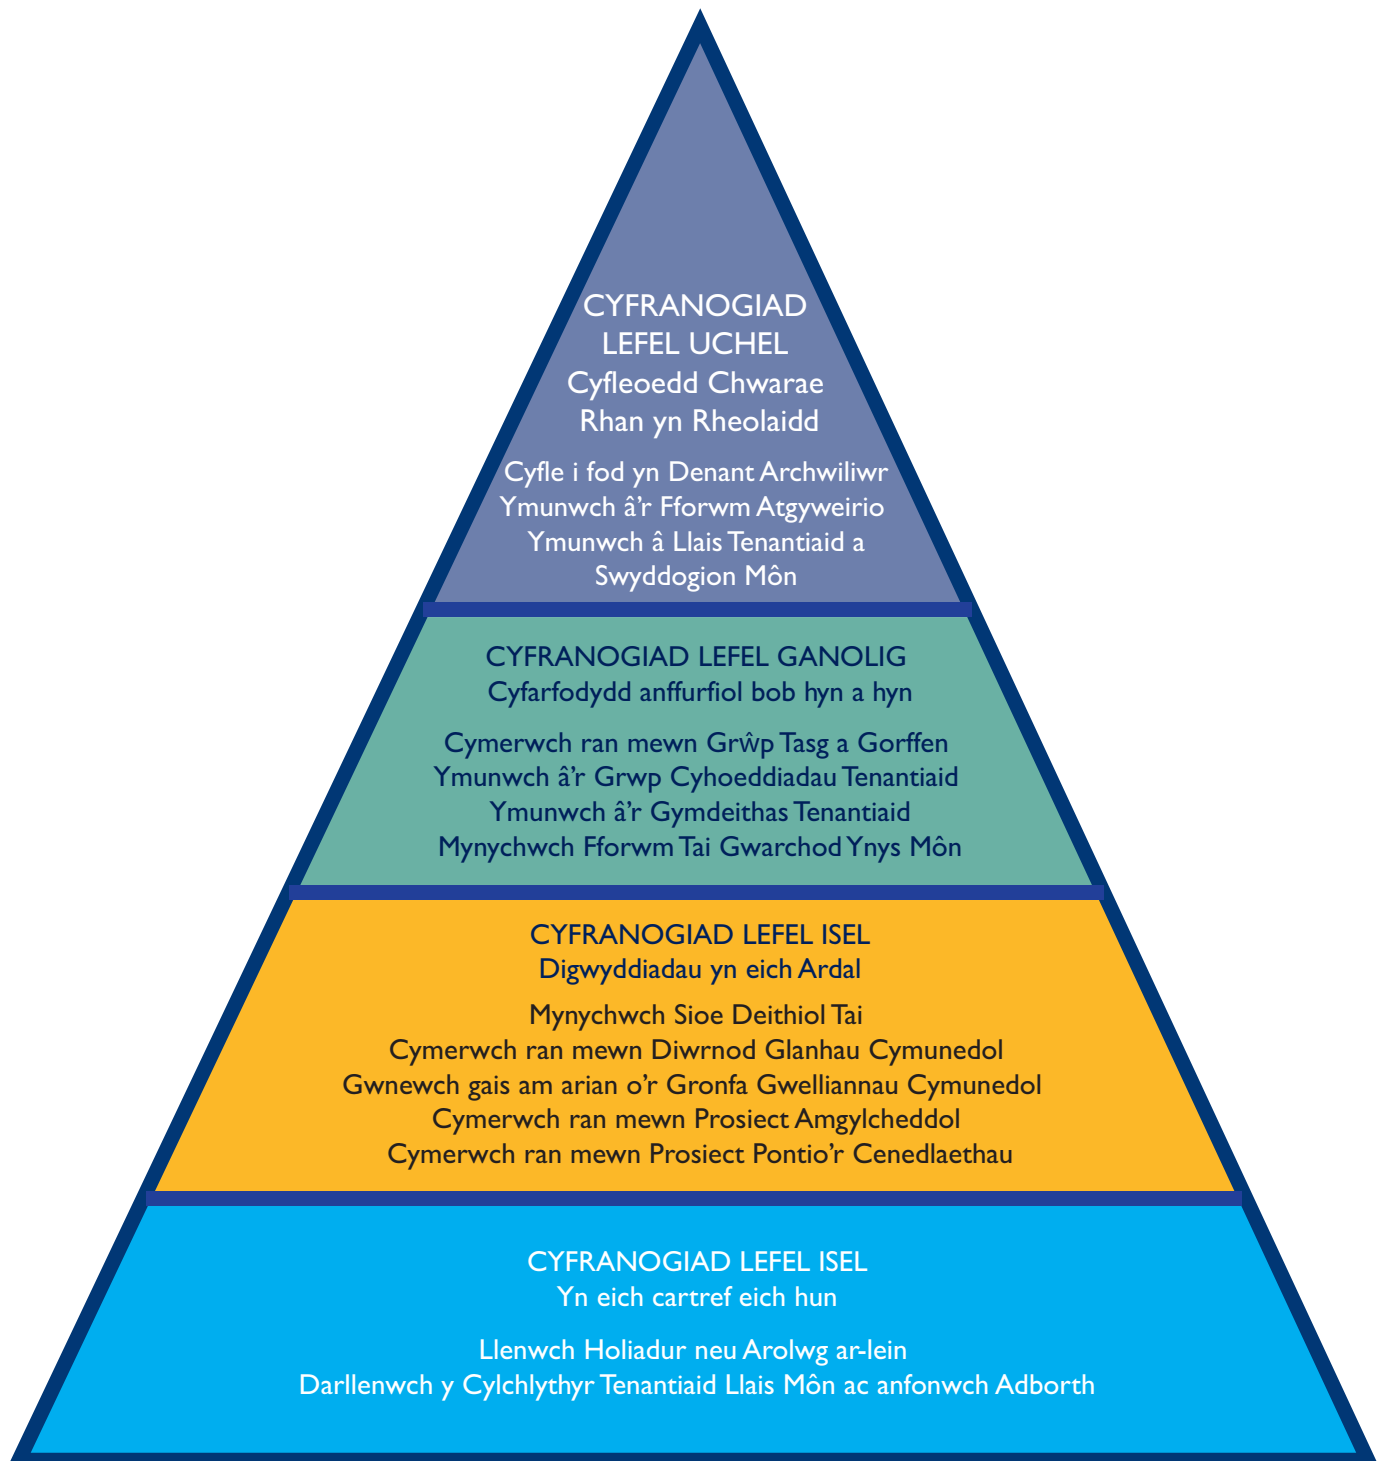 CYFRANOGIAD
LEFEL UCHEL
Cyfleoedd Chwarae
Rhan yn Rheolaidd
Cyfle i fod yn Denant Archwiliwr
Ymunwch â’r Fforwm Atgyweirio
Ymunwch â Llais Tenantiaid a
Swyddogion Môn
CYFRANOGIAD LEFEL GANOLIG
Cyfarfodydd anffurfiol bob hyn a hyn
Cymerwch ran mewn Grŵp Tasg a Gorffen
Ymunwch â’r Grwp Cyhoeddiadau Tenantiaid
Ymunwch â’r Gymdeithas Tenantiaid
Mynychwch Fforwm Tai Gwarchod Ynys Môn
CYFRANOGIAD LEFEL ISEL
Digwyddiadau yn eich Ardal
Mynychwch Sioe Deithiol Tai
Cymerwch ran mewn Diwrnod Glanhau Cymunedol
Gwnewch gais am arian o’r Gronfa Gwelliannau Cymunedol
Cymerwch ran mewn Prosiect Amgylcheddol
Cymerwch ran mewn Prosiect Pontio’r Cenedlaethau
CYFRANOGIAD LEFEL ISEL
Yn eich cartref eich hun
Llenwch Holiadur neu Arolwg ar-lein
Darllenwch y Cylchlythyr Tenantiaid Llais Môn ac anfonwch Adborth